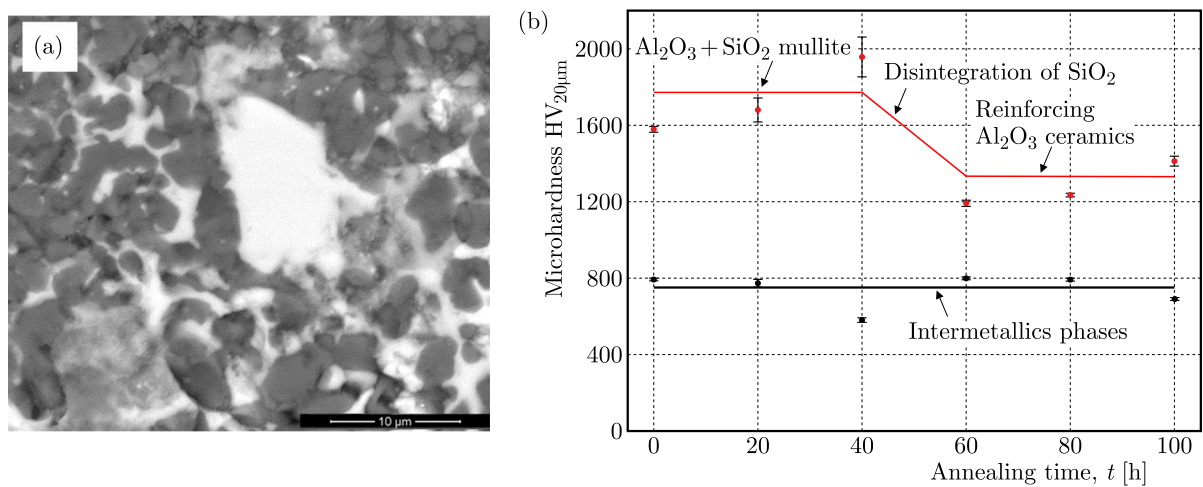 (a)
10 µm
(b)
Microhardness HV20μm
2000
1600
1200
800
400
0
Al2O3 + SiO2 mullite
Disintegration of SiO2
Reinforcing
Al2O3 ceramics
Intermetallics phases
0 20 40 60 80 100
Annealing time, t [h]